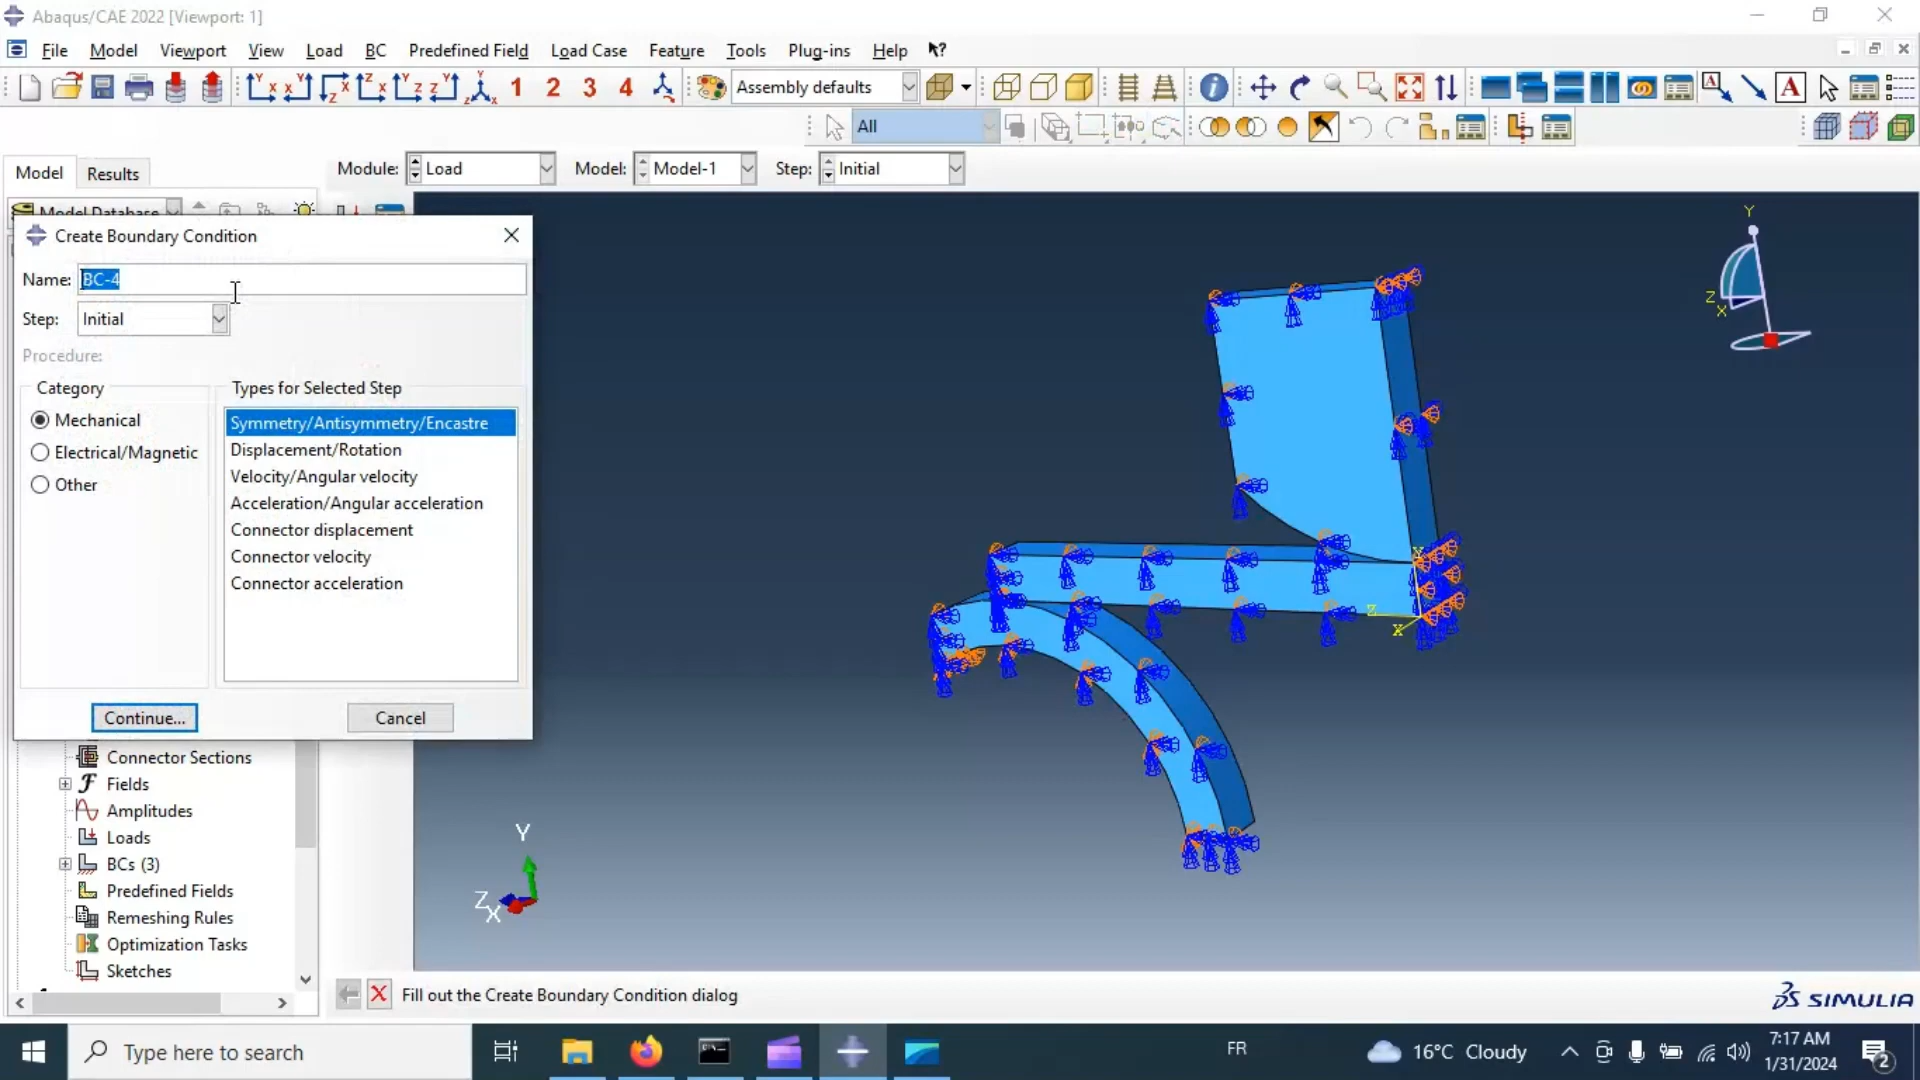 Abaqus/CAE 2022 [Viewport: 1]
File Model Viewport View Load BC Predefined Field Load Case Feature Tools Plug-ins Help
1 2 3 4 Assembly defaults
All
Model Results Module: Load Model: Model-1 Step: Initial
Model Database
Create Boundary Condition
Name: BC-4
Step: Initial
Procedure:
Category
Types for Selected Step
Mechanical
Electrical/Magnetic
Other
Symmetry/Antisymmetry/Encastre
Displacement/Rotation
Velocity/Angular velocity
Acceleration/Angular acceleration
Connector displacement
Connector velocity
Connector acceleration
Continue... Cancel
Connector Sections
Fields
Amplitudes
Loads
BCs (3)
Predefined Fields
Remeshing Rules
Optimization Tasks
Sketches
Y
Z
X
Y
Z
X
Y
Z
X
Fill out the Create Boundary Condition dialog
SIMULIA
Type here to search
FR
16°C Cloudy
7:17 AM
1/31/2024
2